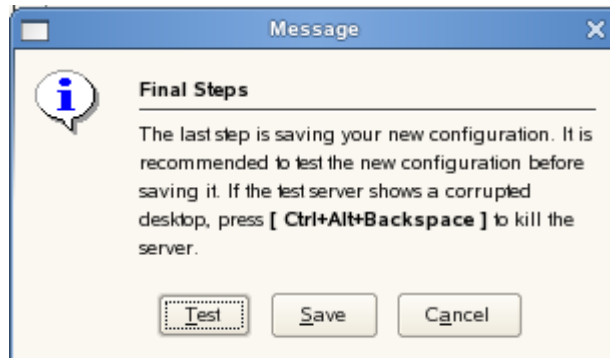 Message
Final Steps
The last step is saving your new configuration. It is
recommended to test the new configuration before
saving it. If the test server shows a corrupted
desktop, press [ Ctrl+Alt+Backspace ] to kill the
server.
Test Save Cancel